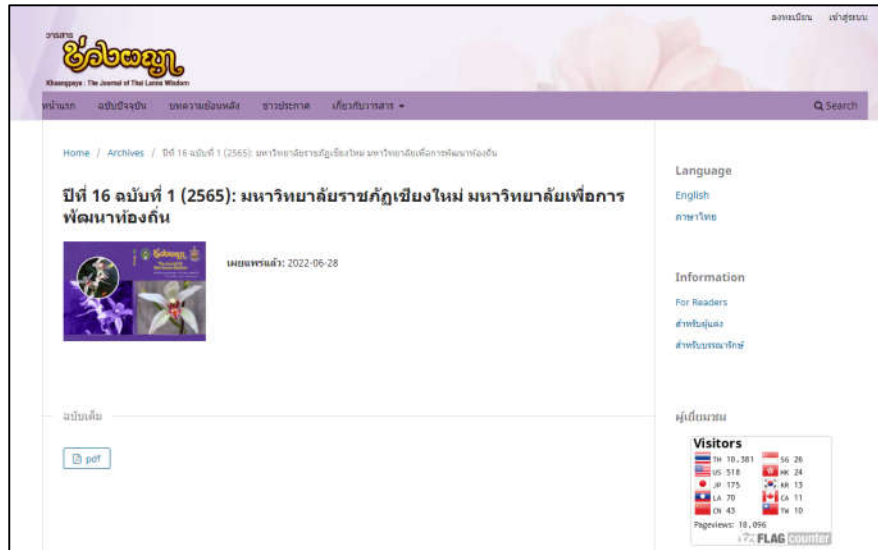 ลงทะเบียน เข้าสู่ระบบ
วารสาร
ข่วงผญา
Khuangpaya : The Journal of Thai Lanna Wisdom
หน้าแรก ฉบับปัจจุบัน บทความย้อนหลัง ข่าวประกาศ เกี่ยวกับวารสาร Search
Home / Archives / ปีที่ 16 ฉบับที่ 1 (2565): มหาวิทยาลัยราชภัฏเชียงใหม่ มหาวิทยาลัยเพื่อการพัฒนาท้องถิ่น
ปีที่ 16 ฉบับที่ 1 (2565): มหาวิทยาลัยราชภัฏเชียงใหม่ มหาวิทยาลัยเพื่อการ
พัฒนาท้องถิ่น
ข่วงผญา
เผยแพร่แล้ว: 2022-06-28
ฉบับเต็ม
pdf
Language
English
ภาษาไทย
Information
For Readers
สำหรับผู้แต่ง
สำหรับบรรณารักษ์
ผู้เยี่ยมชม
Visitors
TH 10,381 SG 26
US 518 HK 24
JP 175 KR 13
LA 70 CA 11
CN 43 TW 10
Pageviews: 18,096
FLAG counter